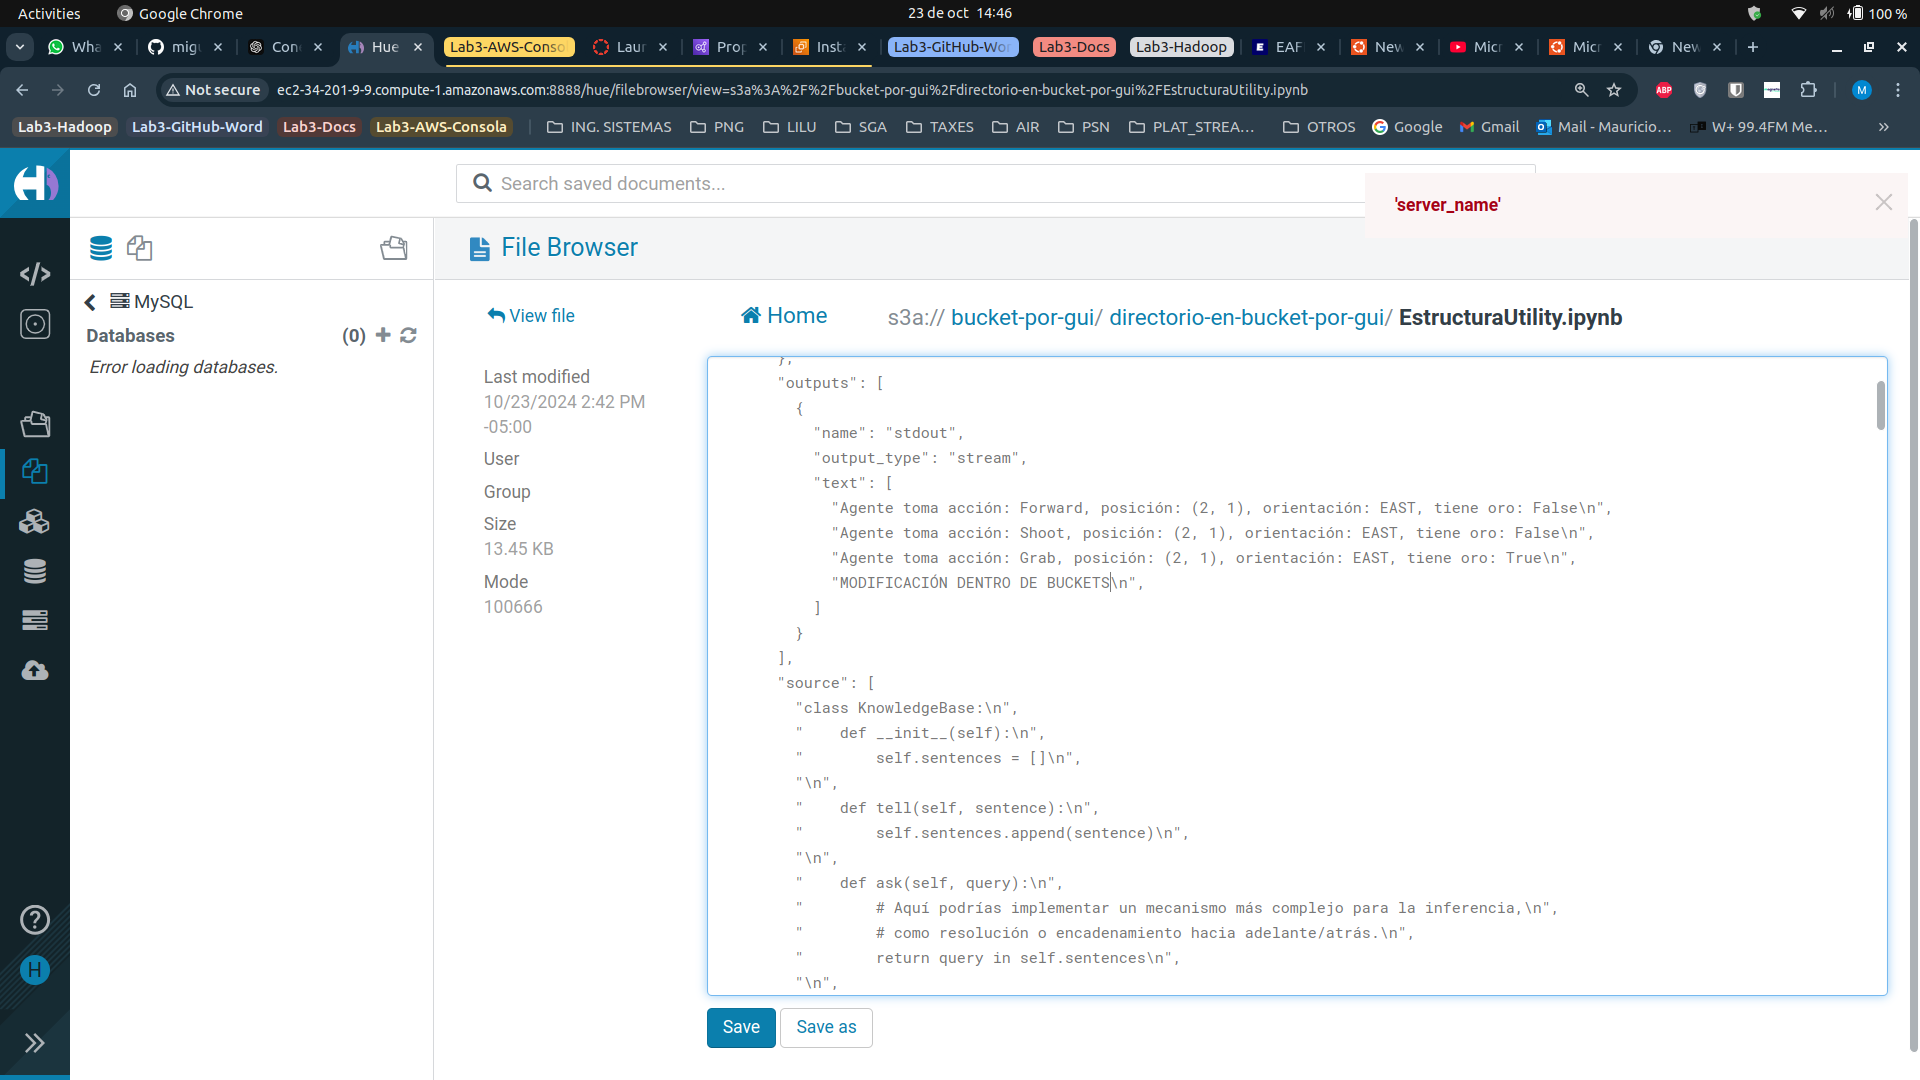 Activities
Google Chrome
23 de oct 14:46
100 %
Wha
migu
Con
Hue
Lab3-AWS-Consol
Laun
Prop
Insta
Lab3-GitHub-Wor
Lab3-Docs
Lab3-Hadoop
EAFI
New
Micr
Micr
New
Not secure
ec2-34-201-9-9.compute-1.amazonaws.com:8888/hue/filebrowser/view=s3a%3A%2F%2Fbucket-por-gui%2Fdirectorio-en-bucket-por-gui%2FEstructuraUtility.ipynb
ABP
M
Lab3-Hadoop
Lab3-GitHub-Word
Lab3-Docs
Lab3-AWS-Consola
ING. SISTEMAS
PNG
LILU
SGA
TAXES
AIR
PSN
PLAT_STREA...
OTROS
Google
Gmail
Mail - Mauricio...
W+ 99.4FM Me...
Search saved documents...
'server_name'
File Browser
MySQL
Databases
(0)
Error loading databases.
View file
Home
s3a:// bucket-por-gui/ directorio-en-bucket-por-gui/ EstructuraUtility.ipynb
Last modified
10/23/2024 2:42 PM
-05:00
User
Group
Size
13.45 KB
Mode
100666
},
"outputs": [
{
"name": "stdout",
"output_type": "stream",
"text": [
"Agente toma acción: Forward, posición: (2, 1), orientación: EAST, tiene oro: False\n",
"Agente toma acción: Shoot, posición: (2, 1), orientación: EAST, tiene oro: False\n",
"Agente toma acción: Grab, posición: (2, 1), orientación: EAST, tiene oro: True\n",
"MODIFICACIÓN DENTRO DE BUCKETS\n",
]
}
],
"source": [
"class KnowledgeBase:\n",
"    def __init__(self):\n",
"        self.sentences = []\n",
"\n",
"    def tell(self, sentence):\n",
"        self.sentences.append(sentence)\n",
"\n",
"    def ask(self, query):\n",
"        # Aquí podrías implementar un mecanismo más complejo para la inferencia,\n",
"        # como resolución o encadenamiento hacia adelante/atrás.\n",
"        return query in self.sentences\n",
"\n",
Save
Save as
H